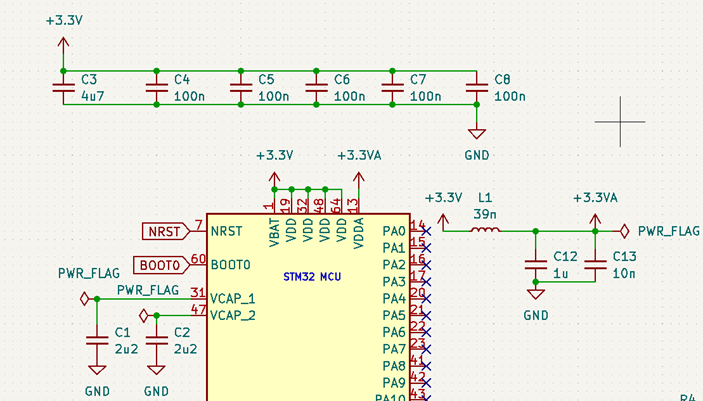 +3.3V
C3 C4 C5 C6 C7 C8
4u7 100n 100n 100n 100n 100n
GND
+3.3V +3.3VA
1 19 32 48 64 13
VBAT VDD VDD VDD VDD VDDA
+3.3V L1 +3.3VA
39n
PWR_FLAG
C12 C13
1u 10n
GND
NRST 7 NRST
BOOT0 60 BOOT0
PWR_FLAG
PWR_FLAG 31 VCAP_1
47 VCAP_2
C1 C2
2u2 2u2
GND GND
STM32 MCU
PA0 14
PA1 15
PA2 16
PA3 17
PA4 20
PA5 21
PA6 22
PA7 23
PA8 41
PA9 42
PA10 43
R4